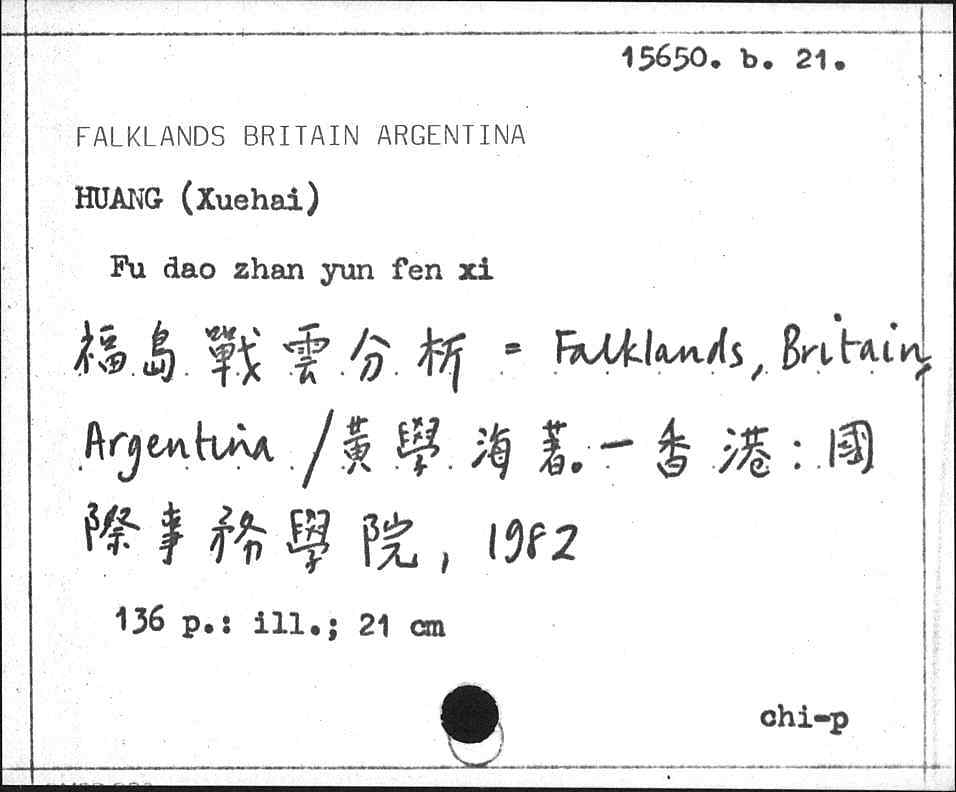 15650. b. 21.
FALKLANDS BRITAIN ARGENTINA
HUANG (Xuehai)
Fu dao zhan yun fen xi
福島戰雲分析 = Falklands, Britain,
Argentina / 黃學海著. — 香港 : 國
際事務學院, 1982
136 p.: ill.; 21 cm
chi-p